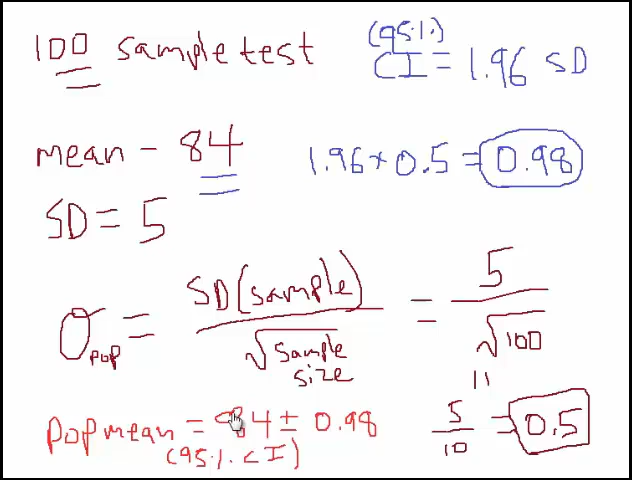 100 sample test
(95%)
CI = 1.96 SD
mean - 84
1.96 * 0.5 = 0.98
SD = 5
σpop = SD(sample) / √sample size = 5 / √100
11
5 / 10 = 0.5
pop mean = 84 ± 0.98
(95% CI)